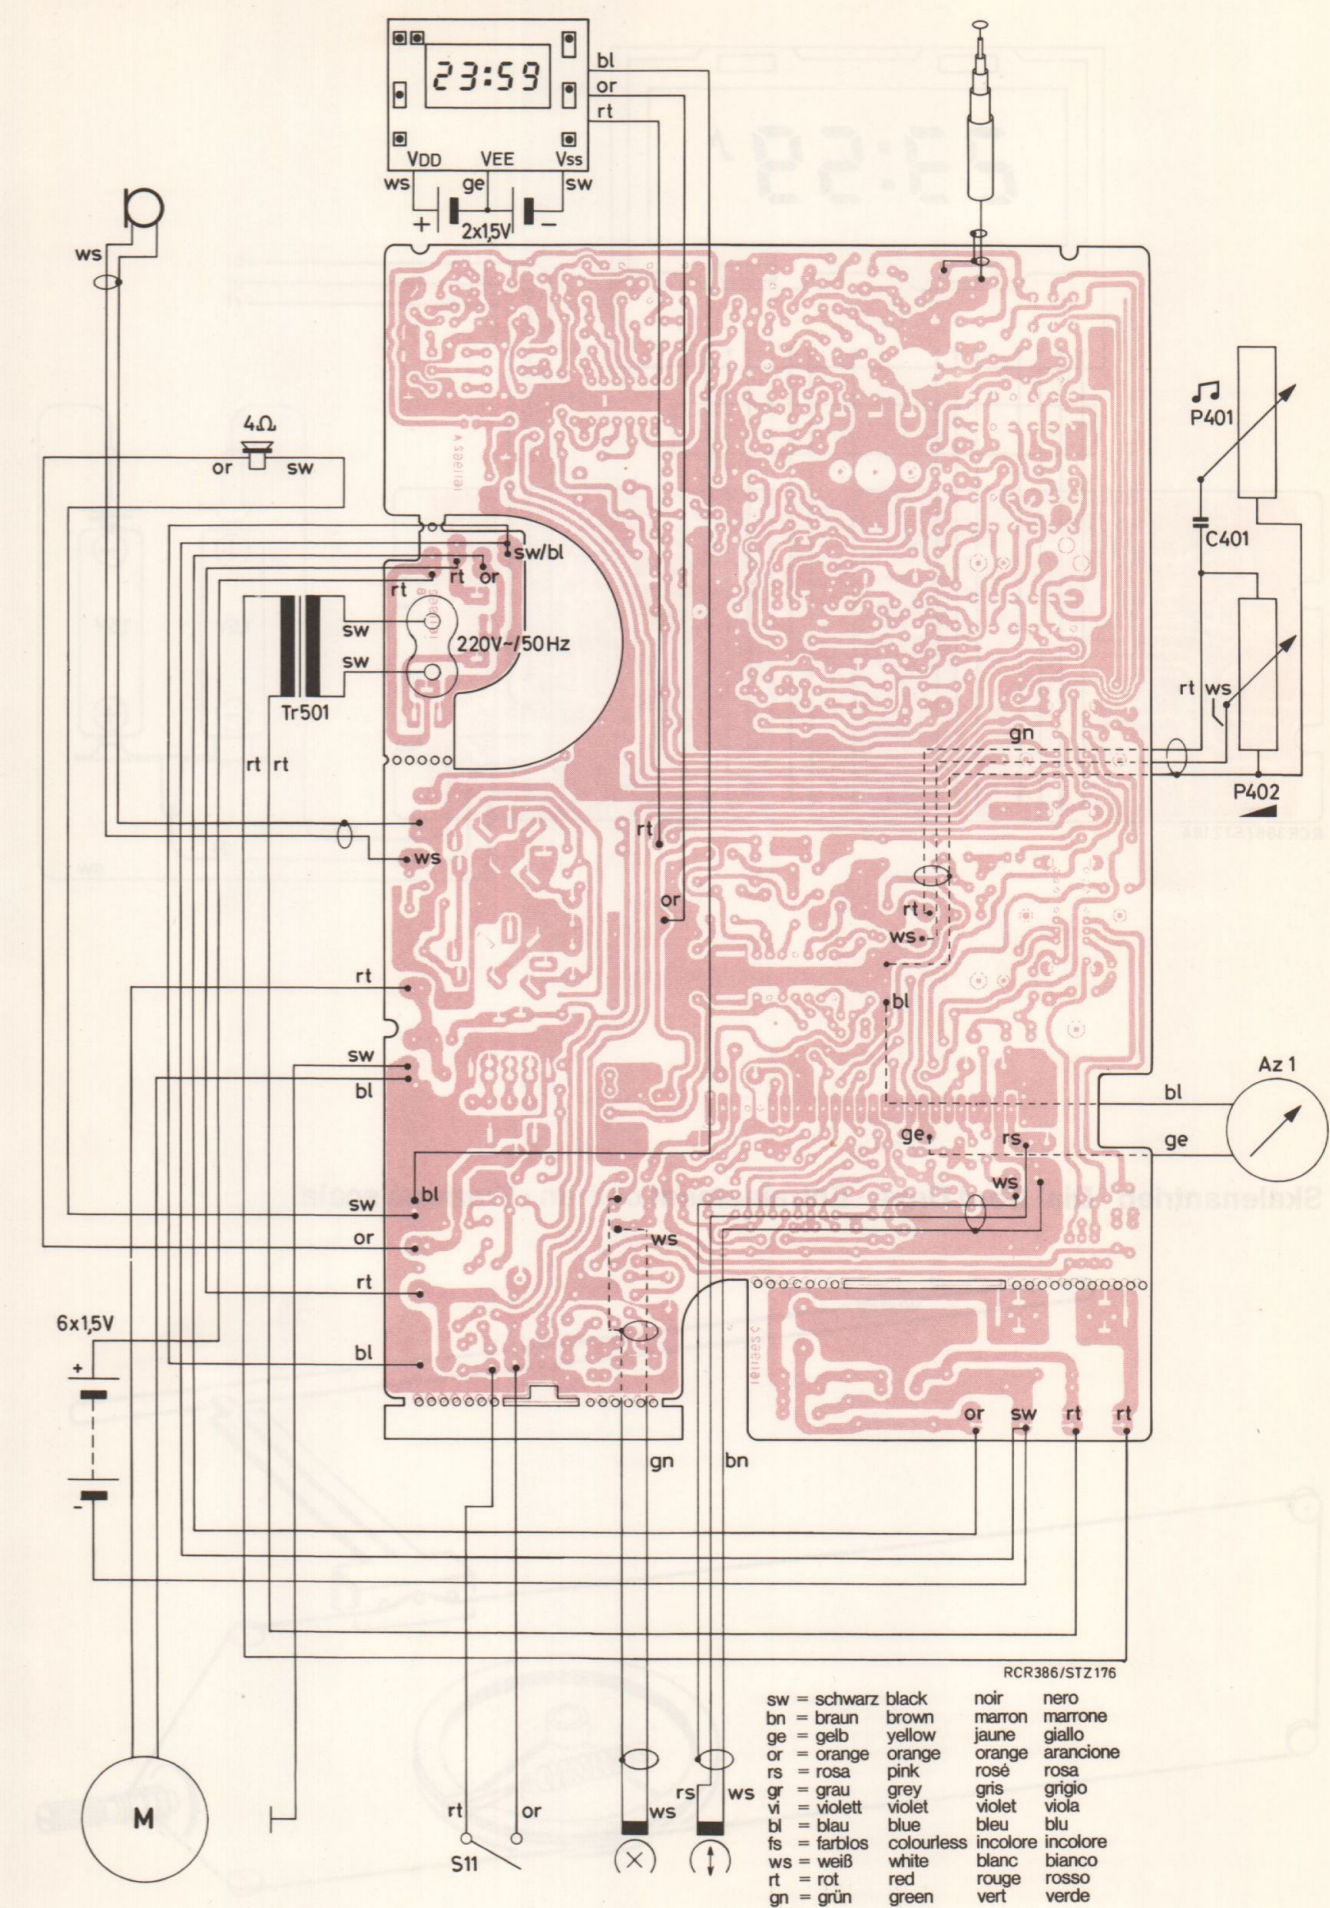 23:59
bl
or
rt
VDD VEE Vss
ws ge sw
+ 2x1,5V -
ws
4Ω
or sw
P401
C401
sw/bl
rt rt or
sw
220V~/50Hz
sw
Tr501
rt ws
gn
rt rt
P402
rt
ws
or
rt
ws
rt
bl
sw
bl
Az 1
bl
ge rs
ge
ws
bl
sw
or
ws
rt
6x1,5V
+
bl
or sw rt rt
gn bn
-
RCR386/STZ176
sw = schwarz black noir nero
bn = braun brown marron marrone
ge = gelb yellow jaune giallo
or = orange orange orange arancione
rs = rosa pink rosé rosa
gr = grau grey gris grigio
vi = violett violet violet viola
bl = blau blue bleu blu
fs = farblos colourless incolore incolore
ws = weiß white blanc bianco
rt = rot red rouge rosso
gn = grün green vert verde
rs ws
M
rt or
ws
S11